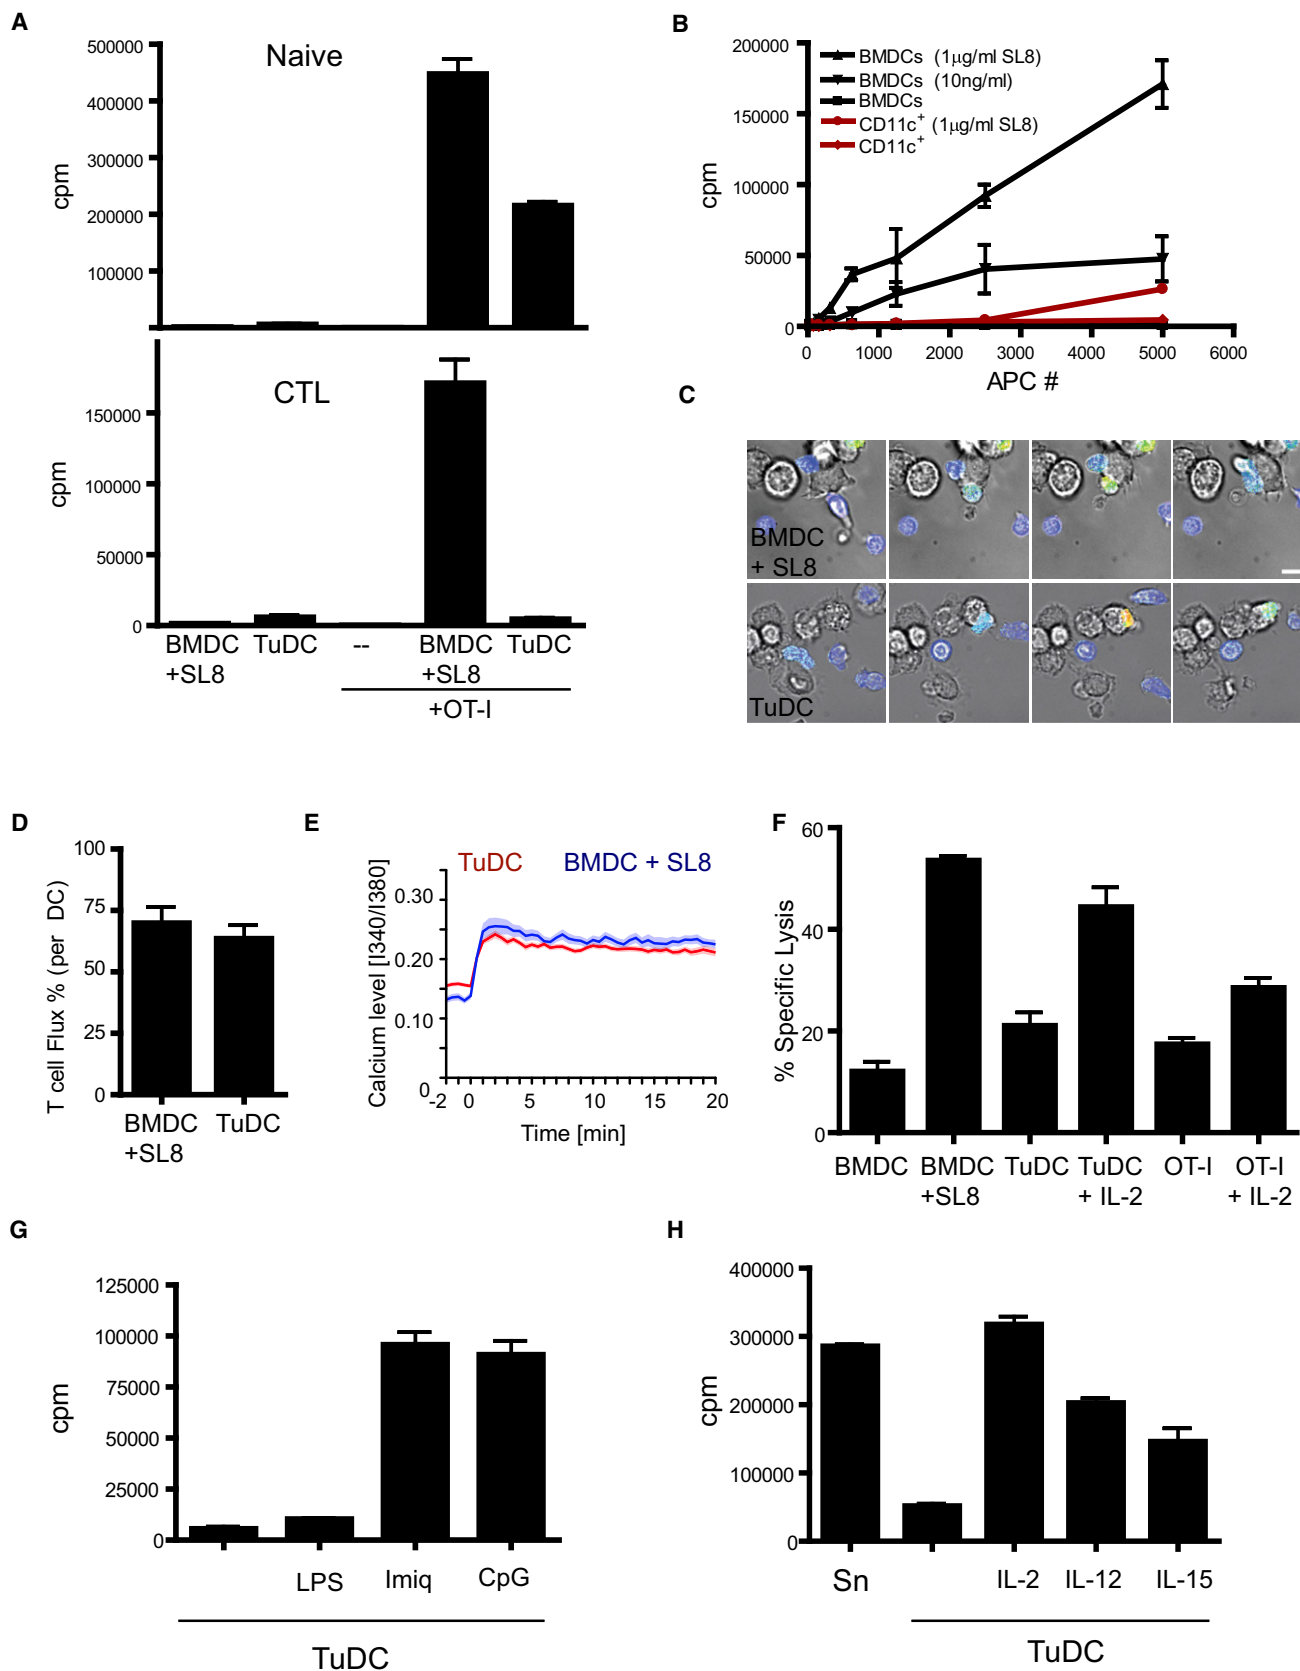 A
Naive
500000
400000
300000
200000
100000
cpm
CTL
150000
100000
50000
0
cpm
BMDC
+SL8
TuDC
--
BMDC
+SL8
TuDC
+OT-I
B
200000
150000
100000
50000
0
cpm
BMDCs (1µg/ml SL8)
BMDCs (10ng/ml)
BMDCs
CD11c+ (1µg/ml SL8)
CD11c+
0 1000 2000 3000 4000 5000 6000
APC #
C
BMDC
+ SL8
TuDC
D
100
75
50
25
0
T cell Flux % (per DC)
BMDC
+SL8
TuDC
E
TuDC BMDC + SL8
0.30
0.20
0.10
0
Calcium level [I340/I380]
-2 0 5 10 15 20
Time [min]
F
60
40
20
0
% Specific Lysis
BMDC
BMDC
+SL8
TuDC
TuDC
+ IL-2
OT-I
OT-I
+ IL-2
G
125000
100000
75000
50000
25000
0
cpm
LPS Imiq CpG
TuDC
H
400000
300000
200000
100000
0
cpm
Sn IL-2 IL-12 IL-15
TuDC